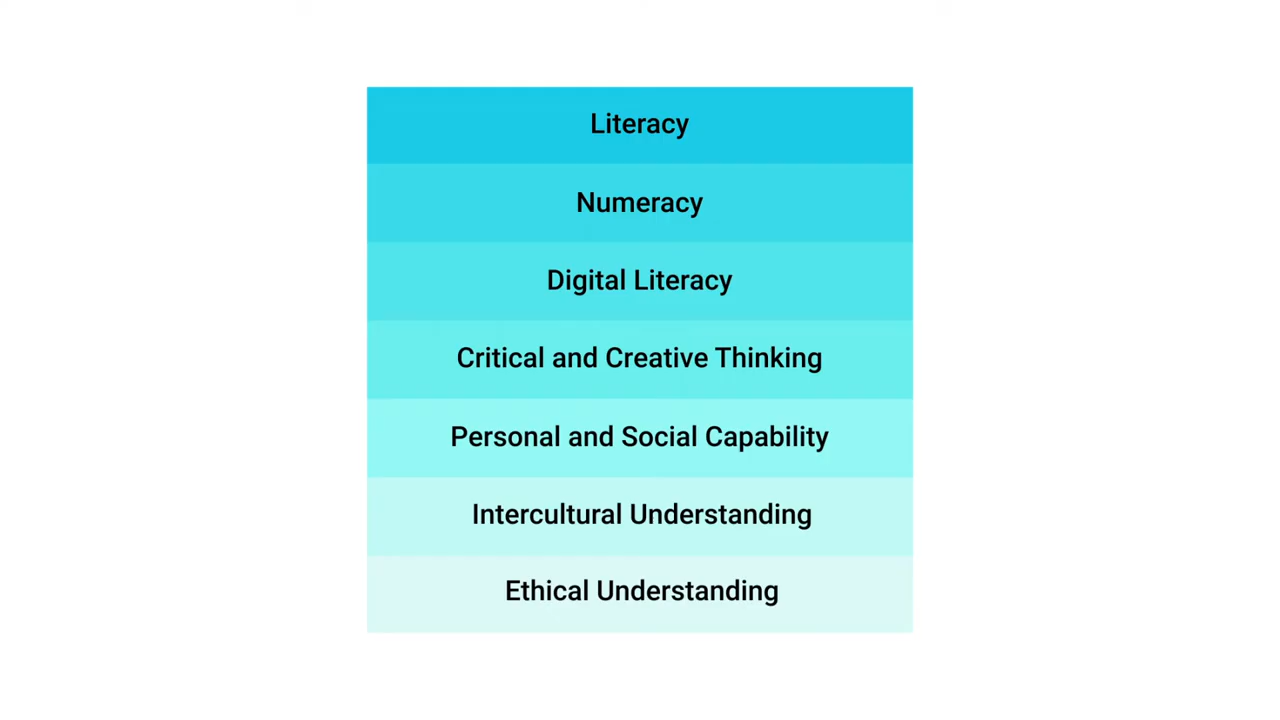 Literacy
Numeracy
Digital Literacy
Critical and Creative Thinking
Personal and Social Capability
Intercultural Understanding
Ethical Understanding